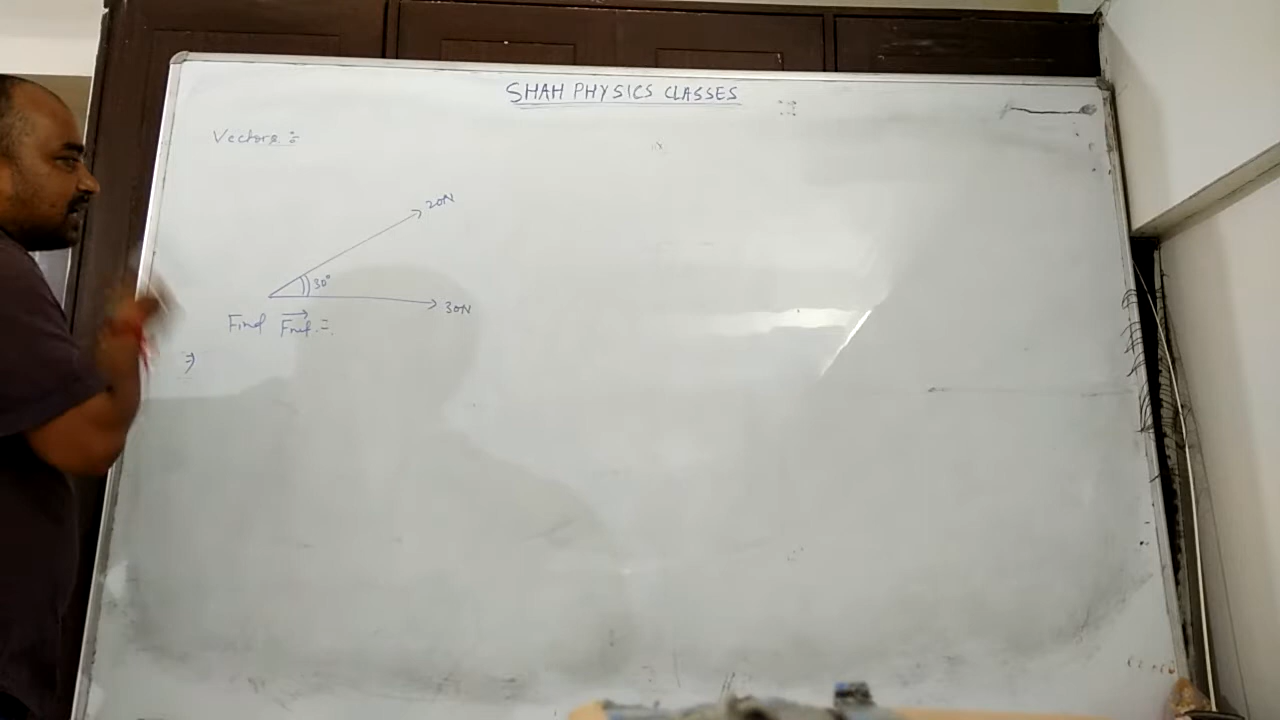 SHAH PHYSICS CLASSES
Vectors :-
20N
30°
30N
Find Fnet =
⇒